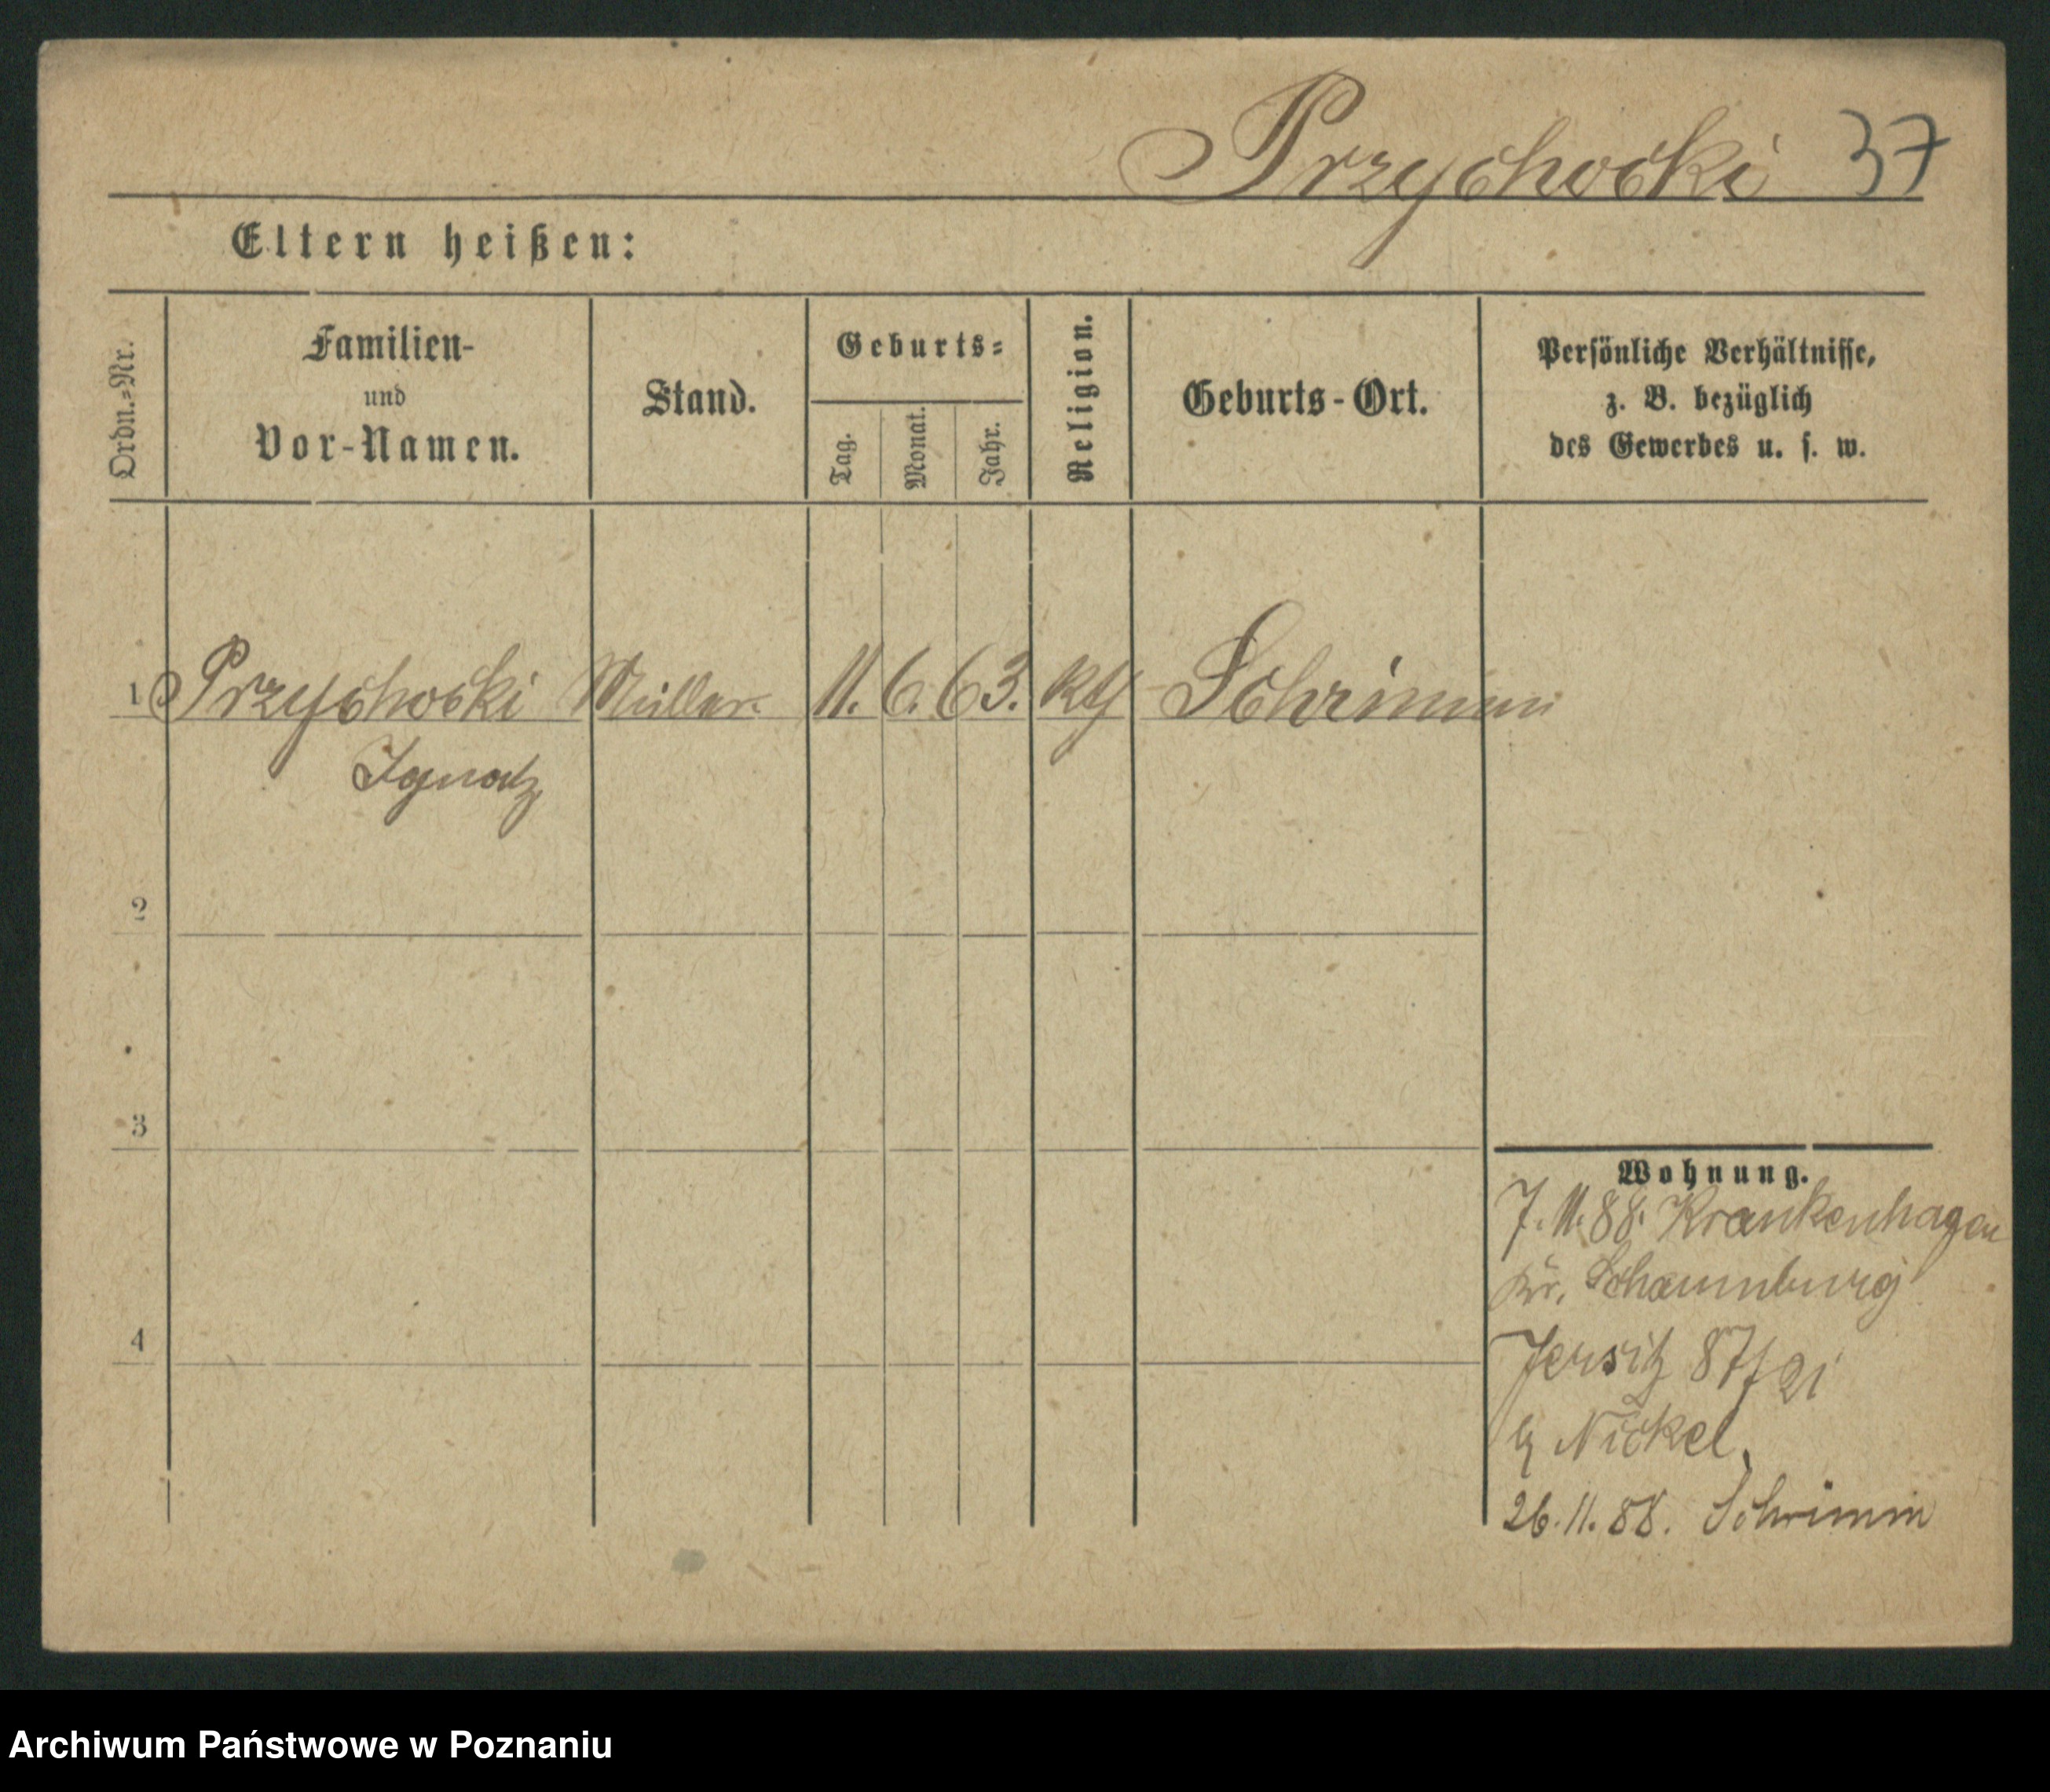 Przychocki 37
Eltern heißen:
Ordn.=Nr.
Familien-
und
Vor-Namen.
Stand.
Geburts=
Tag.
Monat.
Jahr.
Religion.
Geburts-Ort.
Persönliche Verhältnisse,
z. B. bezüglich
des Gewerbes u. s. w.
1 Przychocki Müller 11. 6. 63. Schrimm
Ignatz
2
3
4
Wohnung.
7. 11. 88. Krankenhagen
Kr. Schaumburg
Jersitz 87/21
Nickel
26. 11. 88. Schrimm
Archiwum Państwowe w Poznaniu